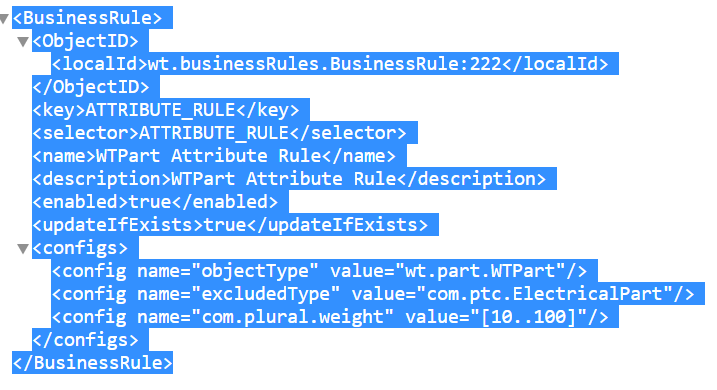 <BusinessRule>
<ObjectID>
<localId>wt.businessRules.BusinessRule:222</localId>
</ObjectID>
<key>ATTRIBUTE_RULE</key>
<selector>ATTRIBUTE_RULE</selector>
<name>WTPart Attribute Rule</name>
<description>WTPart Attribute Rule</description>
<enabled>true</enabled>
<updateIfExists>true</updateIfExists>
<configs>
<config name="objectType" value="wt.part.WTPart"/>
<config name="excludedType" value="com.ptc.ElectricalPart"/>
<config name="com.plural.weight" value="[10..100]"/>
</configs>
</BusinessRule>